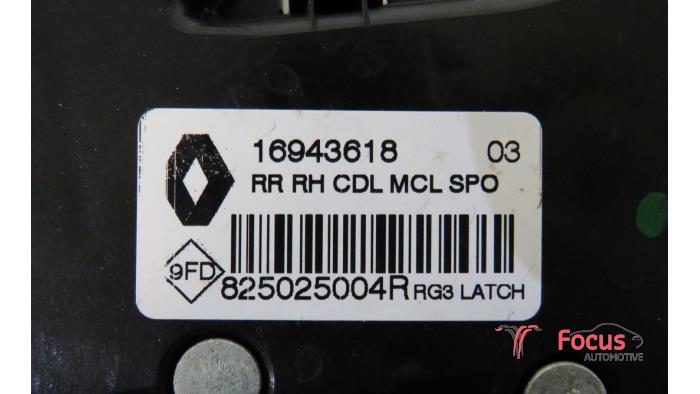 16943618 03
RR RH CDL MCL SPO
9FD
825025004R RG3 LATCH
Focus
AUTOMOTIVE